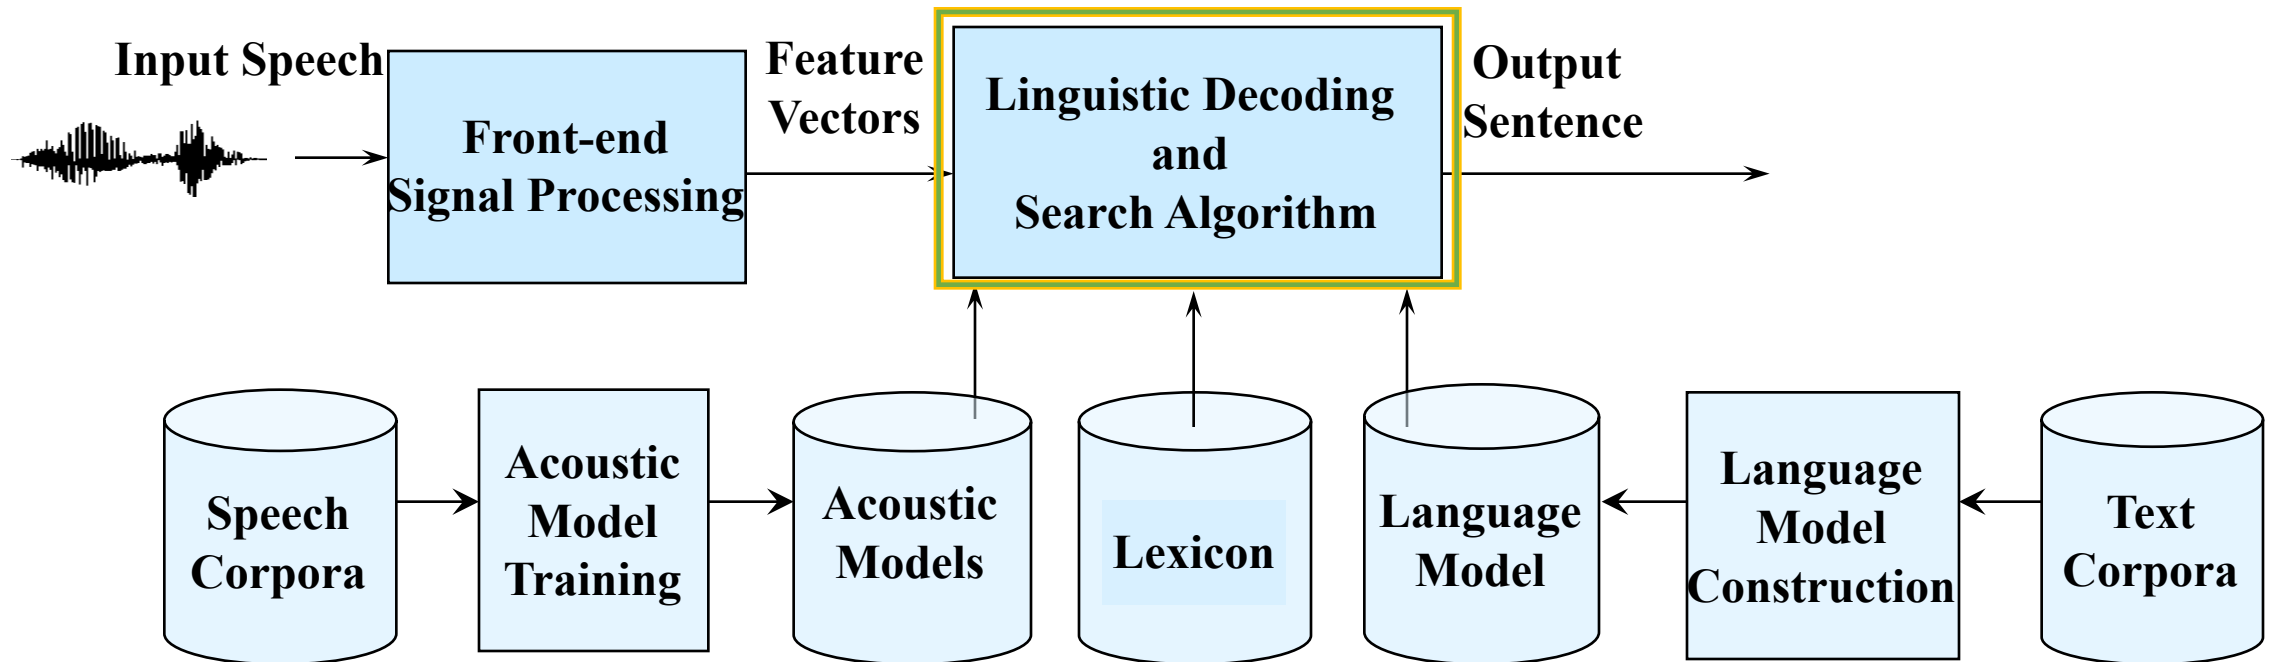 Input Speech
Front-end
Signal Processing
Feature
Vectors
Linguistic Decoding
and
Search Algorithm
Output
Sentence
Speech
Corpora
Acoustic
Model
Training
Acoustic
Models
Lexicon
Language
Model
Language
Model
Construction
Text
Corpora